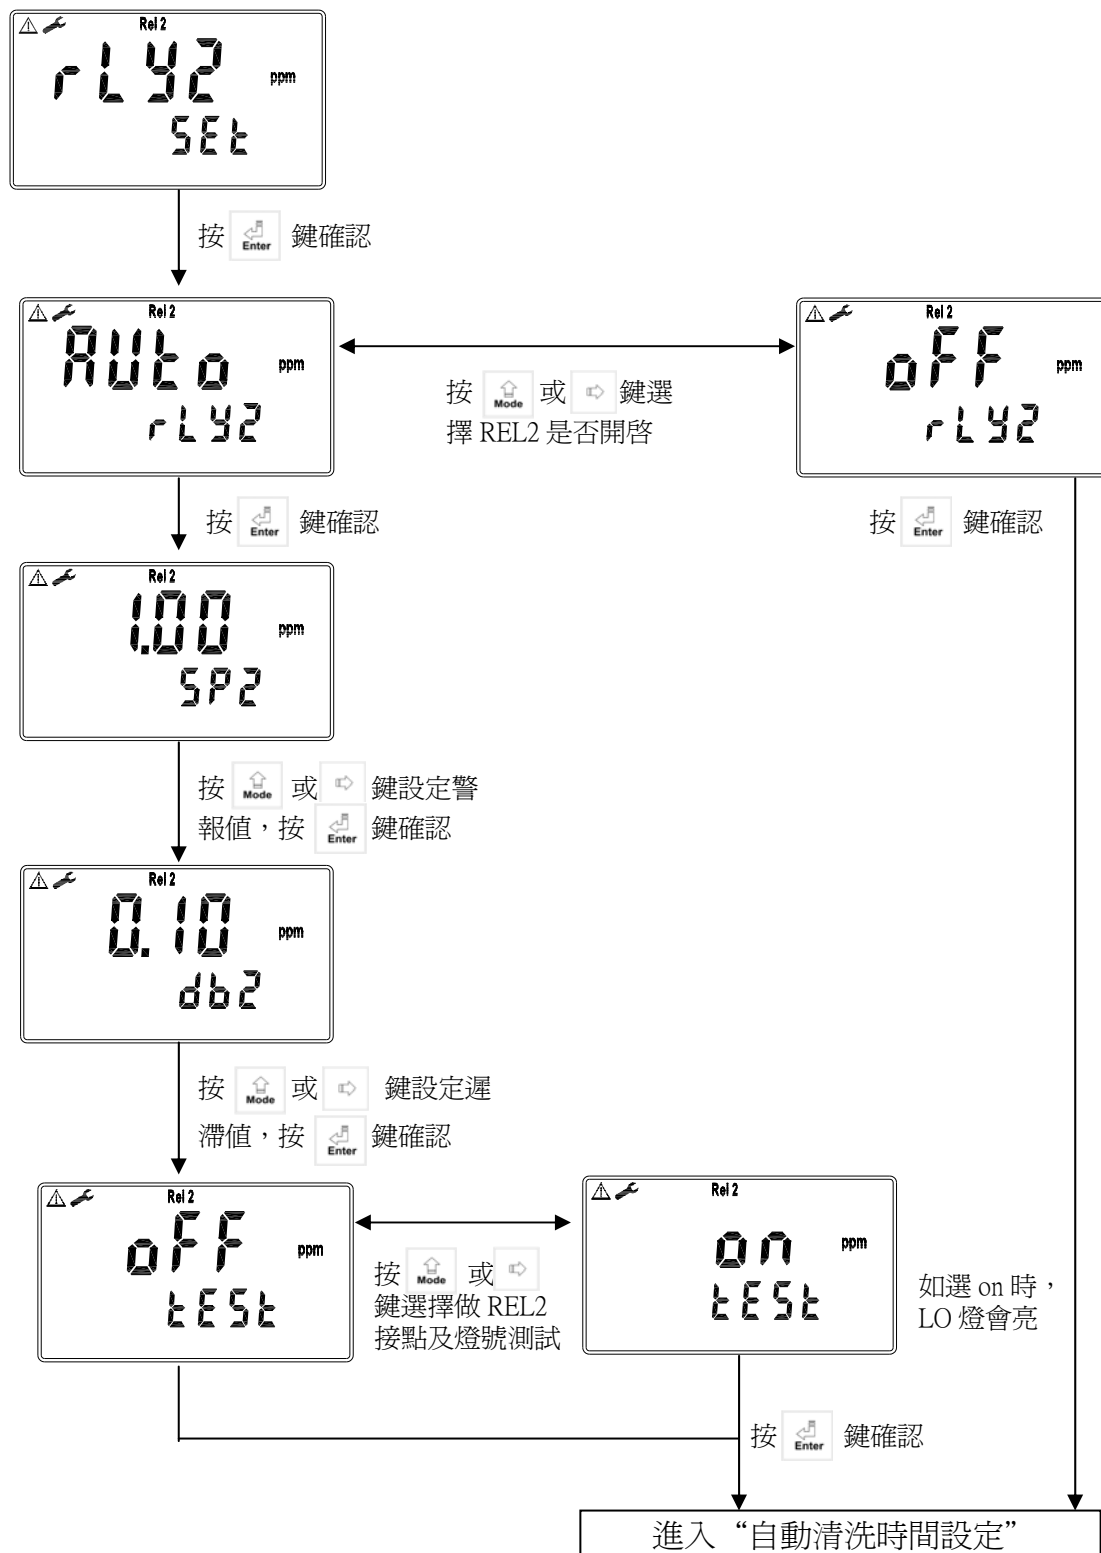 Rel 2
rLY2 ppm
SEt
按 Enter 鍵確認
Rel 2
AUto ppm
rLY2
按 Mode 或 鍵選
擇 REL2 是否開啓
Rel 2
oFF ppm
rLY2
按 Enter 鍵確認
按 Enter 鍵確認
Rel 2
1.00 ppm
SP2
按 Mode 或 鍵設定警
報值，按 Enter 鍵確認
Rel 2
0.10 ppm
db2
按 Mode 或 鍵設定遲
滯值，按 Enter 鍵確認
Rel 2
oFF ppm
tESt
按 Mode 或
鍵選擇做 REL2
接點及燈號測試
Rel 2
on ppm
tESt
如選 on 時，
LO 燈會亮
按 Enter 鍵確認
進入“自動清洗時間設定”